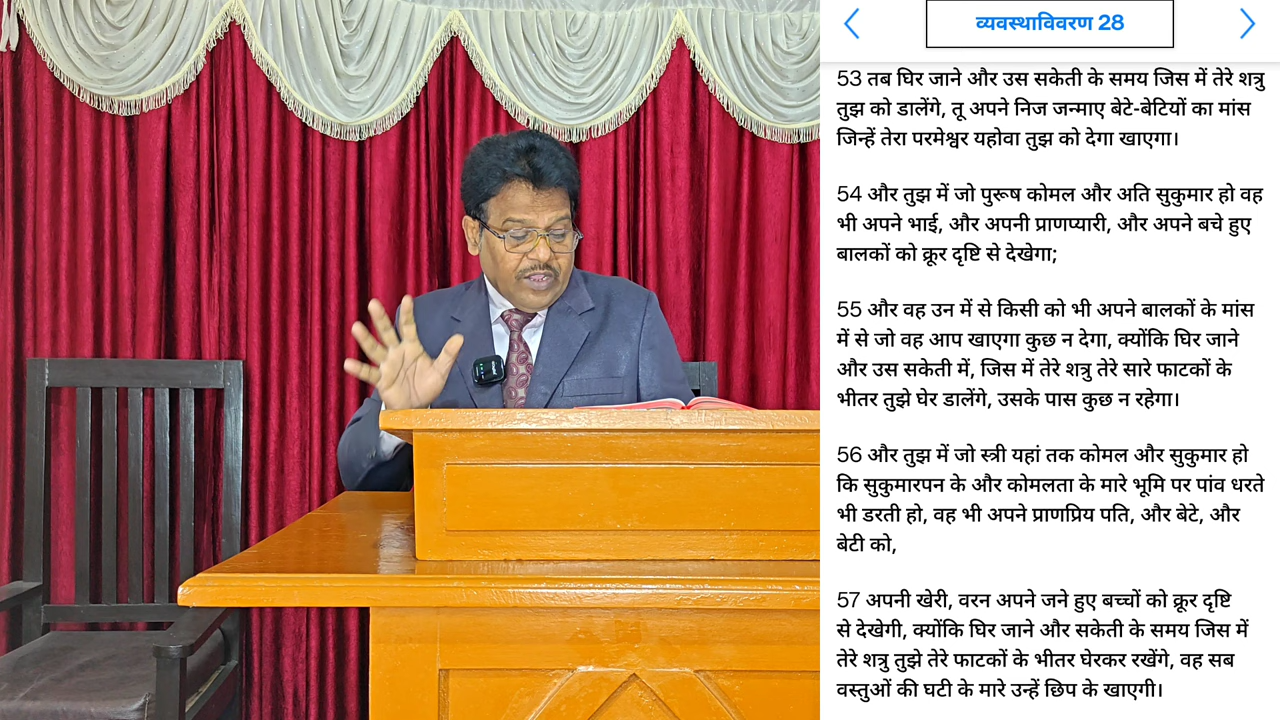 व्यवस्थाविवरण 28
53 तब घिर जाने और उस सकेती के समय जिस में तेरे शत्रु
तुझ को डालेंगे, तू अपने निज जन्माए बेटे-बेटियों का मांस
जिन्हें तेरा परमेश्वर यहोवा तुझ को देगा खाएगा।
54 और तुझ में जो पुरूष कोमल और अति सुकुमार हो वह
भी अपने भाई, और अपनी प्राणप्यारी, और अपने बचे हुए
बालकों को क्रूर दृष्टि से देखेगा;
55 और वह उन में से किसी को भी अपने बालकों के मांस
में से जो वह आप खाएगा कुछ न देगा, क्योंकि घिर जाने
और उस सकेती में, जिस में तेरे शत्रु तेरे सारे फाटकों के
भीतर तुझे घेर डालेंगे, उसके पास कुछ न रहेगा।
56 और तुझ में जो स्त्री यहां तक कोमल और सुकुमार हो
कि सुकुमारपन के और कोमलता के मारे भूमि पर पांव धरते
भी डरती हो, वह भी अपने प्राणप्रिय पति, और बेटे, और
बेटी को,
57 अपनी खेरी, वरन अपने जने हुए बच्चों को क्रूर दृष्टि
से देखेगी, क्योंकि घिर जाने और सकेती के समय जिस में
तेरे शत्रु तुझे तेरे फाटकों के भीतर घेरकर रखेंगे, वह सब
वस्तुओं की घटी के मारे उन्हें छिप के खाएगी।